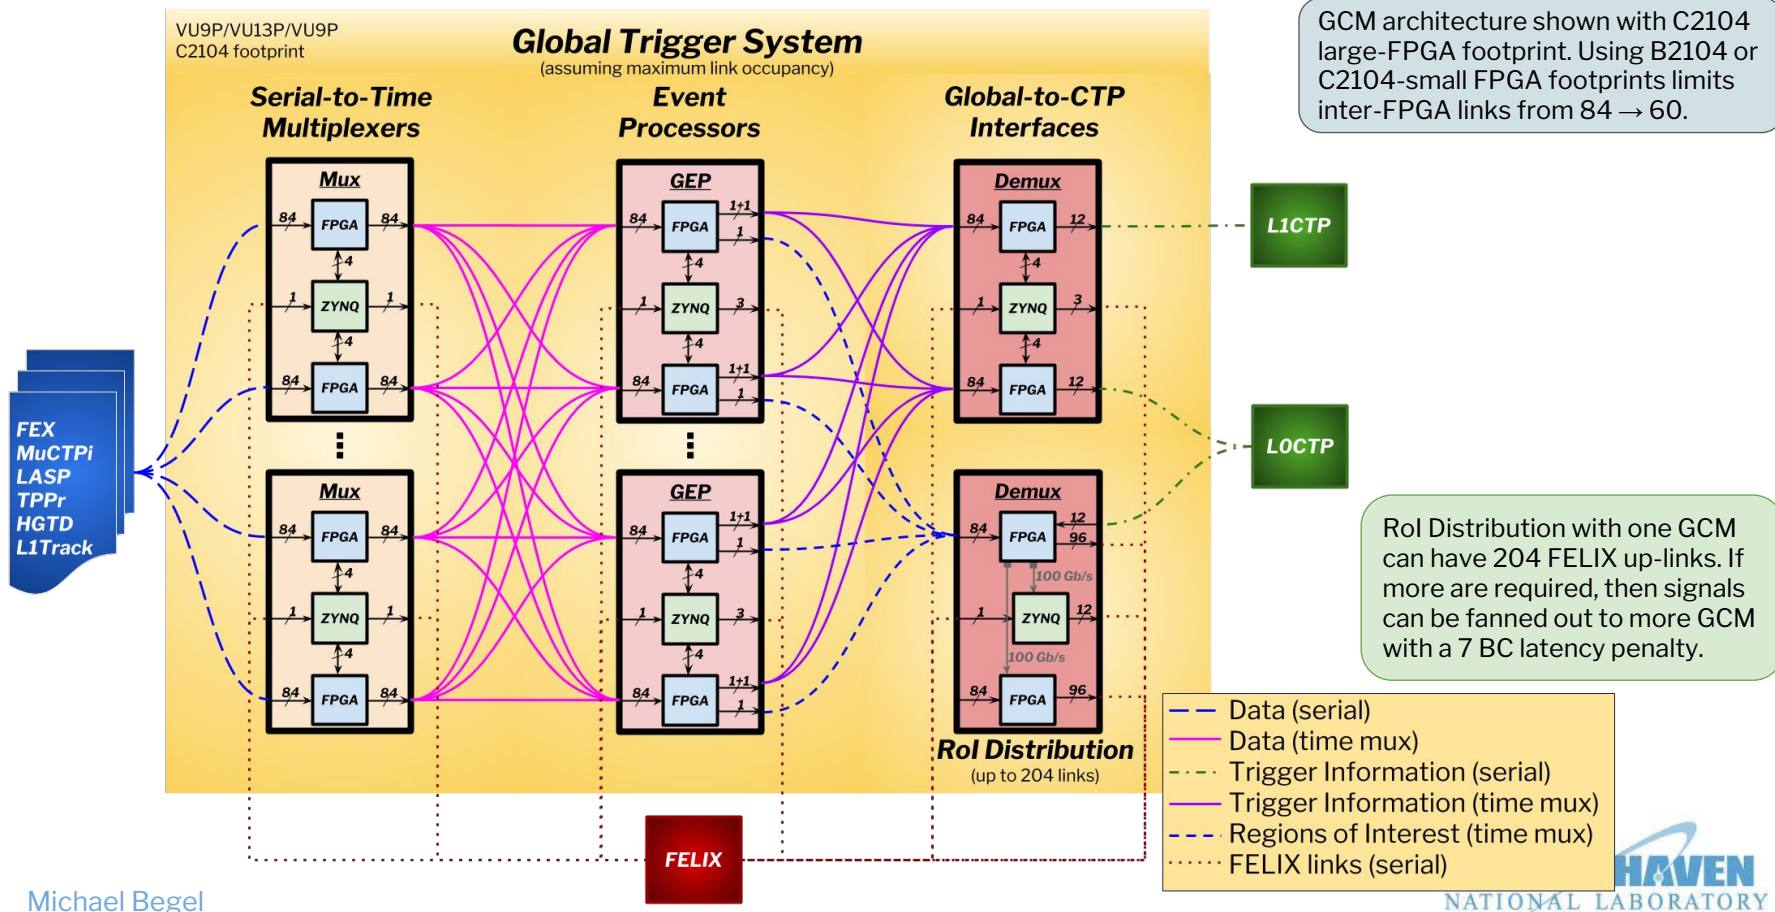 VU9P/VU13P/VU9P
C2104 footprint
Global Trigger System
(assuming maximum link occupancy)
GCM architecture shown with C2104
large-FPGA footprint. Using B2104 or
C2104-small FPGA footprints limits
inter-FPGA links from 84 → 60.
Serial-to-Time
Multiplexers
Event
Processors
Global-to-CTP
Interfaces
Mux
84 FPGA 84
4
1 ZYNQ 1
4
84 FPGA 84
GEP
84 FPGA 1+1
1
4
1 ZYNQ 3
4
84 FPGA 1+1
1
Demux
84 FPGA 12
4
1 ZYNQ 3
4
84 FPGA 12
L1CTP
L0CTP
FEX
MuCTPi
LASP
TPPr
HGTD
L1Track
Mux
84 FPGA 84
4
1 ZYNQ 1
4
84 FPGA 84
GEP
84 FPGA 1+1
1
4
1 ZYNQ 3
4
84 FPGA 1+1
1
Demux
84 FPGA 12
96
100 Gb/s
1 ZYNQ 12
100 Gb/s
84 FPGA 96
RoI Distribution
(up to 204 links)
RoI Distribution with one GCM
can have 204 FELIX up-links. If
more are required, then signals
can be fanned out to more GCM
with a 7 BC latency penalty.
Data (serial)
Data (time mux)
Trigger Information (serial)
Trigger Information (time mux)
Regions of Interest (time mux)
FELIX links (serial)
FELIX
HAVEN
NATIONAL LABORATORY
Michael Begel